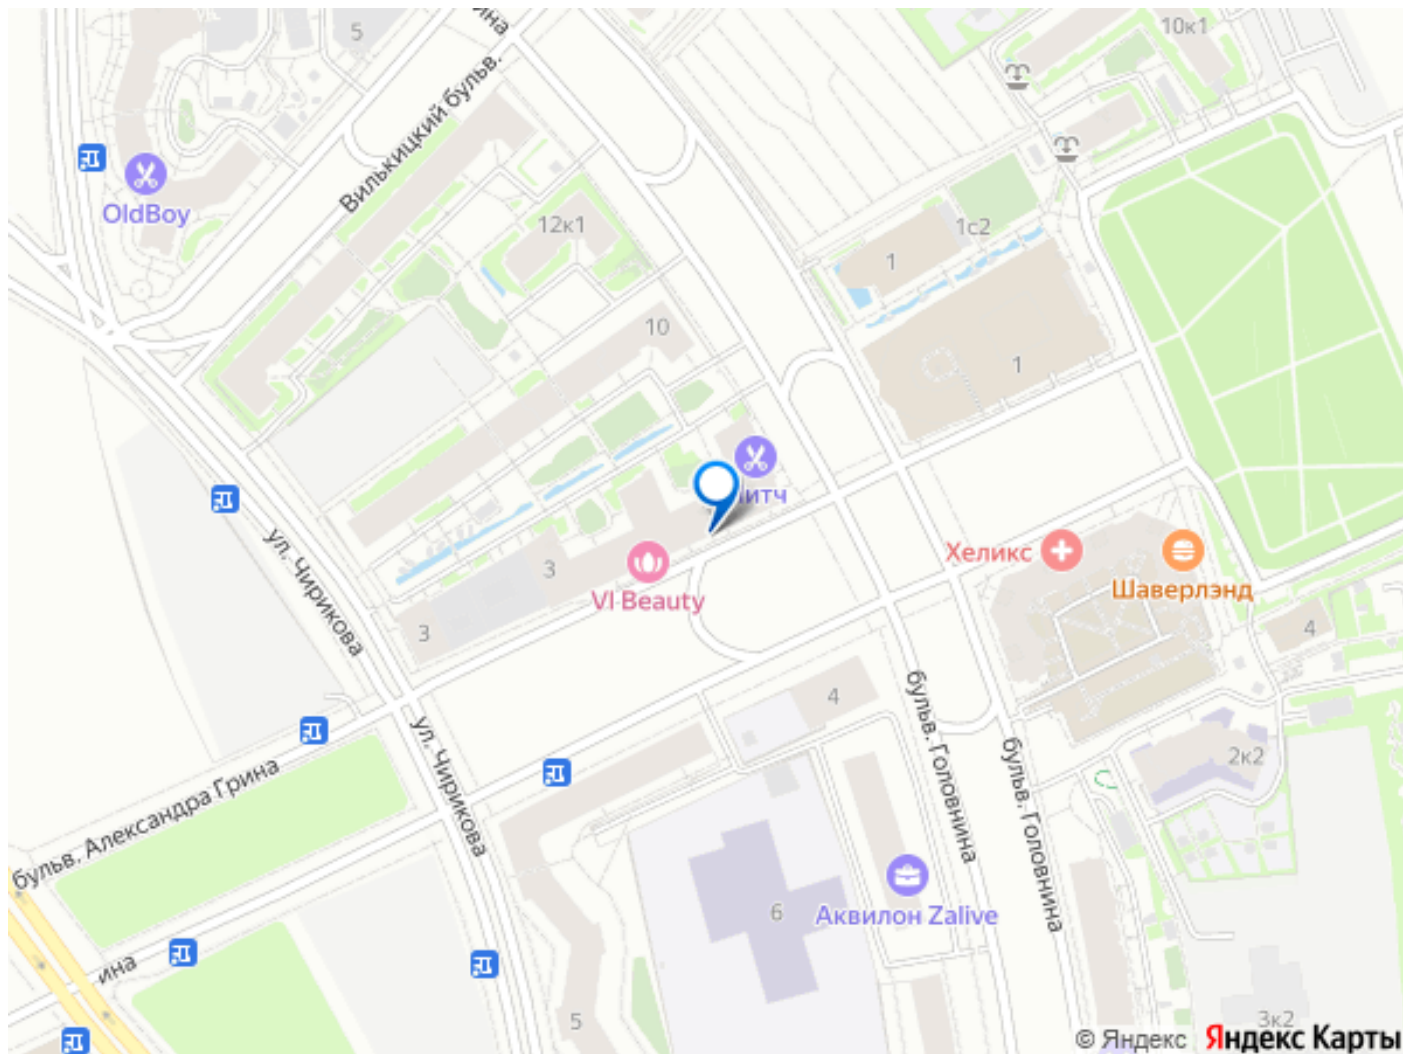 5
ина
10к1
Вилькицкий бульв.
OldBoy
12к1
1с2
1
10
1
итч
ул. Чирикова
3
VI Beauty
3
Хеликс
Шаверлэнд
4
4
бульв. Головнина
ул. Чирикова
бульв. Головнина
2к2
бульв. Александра Грина
6
Аквилон Zalive
ина
5
3к2
© Яндекс Яндекс Карты